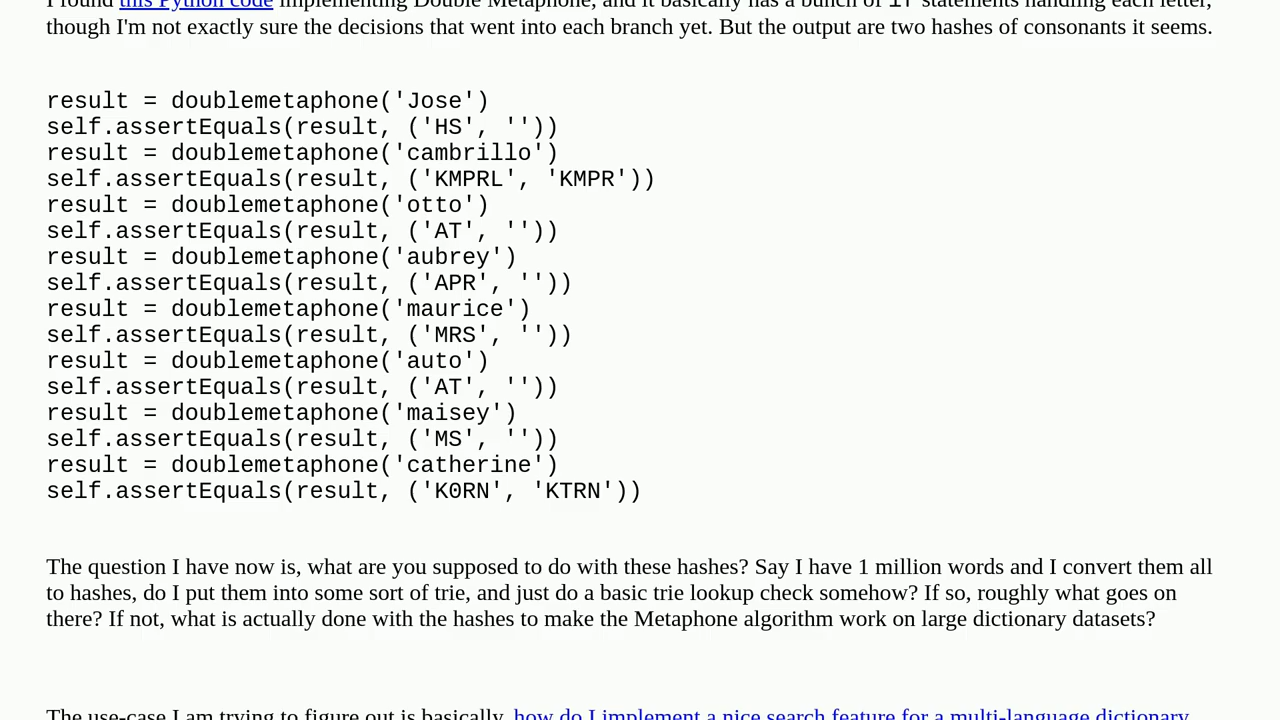 I found this Python code implementing Double Metaphone, and it basically has a bunch of if statements handling each letter,
though I'm not exactly sure the decisions that went into each branch yet. But the output are two hashes of consonants it seems.
result = doublemetaphone('Jose')
self.assertEquals(result, ('HS', ''))
result = doublemetaphone('cambrillo')
self.assertEquals(result, ('KMPRL', 'KMPR'))
result = doublemetaphone('otto')
self.assertEquals(result, ('AT', ''))
result = doublemetaphone('aubrey')
self.assertEquals(result, ('APR', ''))
result = doublemetaphone('maurice')
self.assertEquals(result, ('MRS', ''))
result = doublemetaphone('auto')
self.assertEquals(result, ('AT', ''))
result = doublemetaphone('maisey')
self.assertEquals(result, ('MS', ''))
result = doublemetaphone('catherine')
self.assertEquals(result, ('K0RN', 'KTRN'))
The question I have now is, what are you supposed to do with these hashes? Say I have 1 million words and I convert them all
to hashes, do I put them into some sort of trie, and just do a basic trie lookup check somehow? If so, roughly what goes on
there? If not, what is actually done with the hashes to make the Metaphone algorithm work on large dictionary datasets?
The use-case I am trying to figure out is basically, how do I implement a nice search feature for a multi-language dictionary